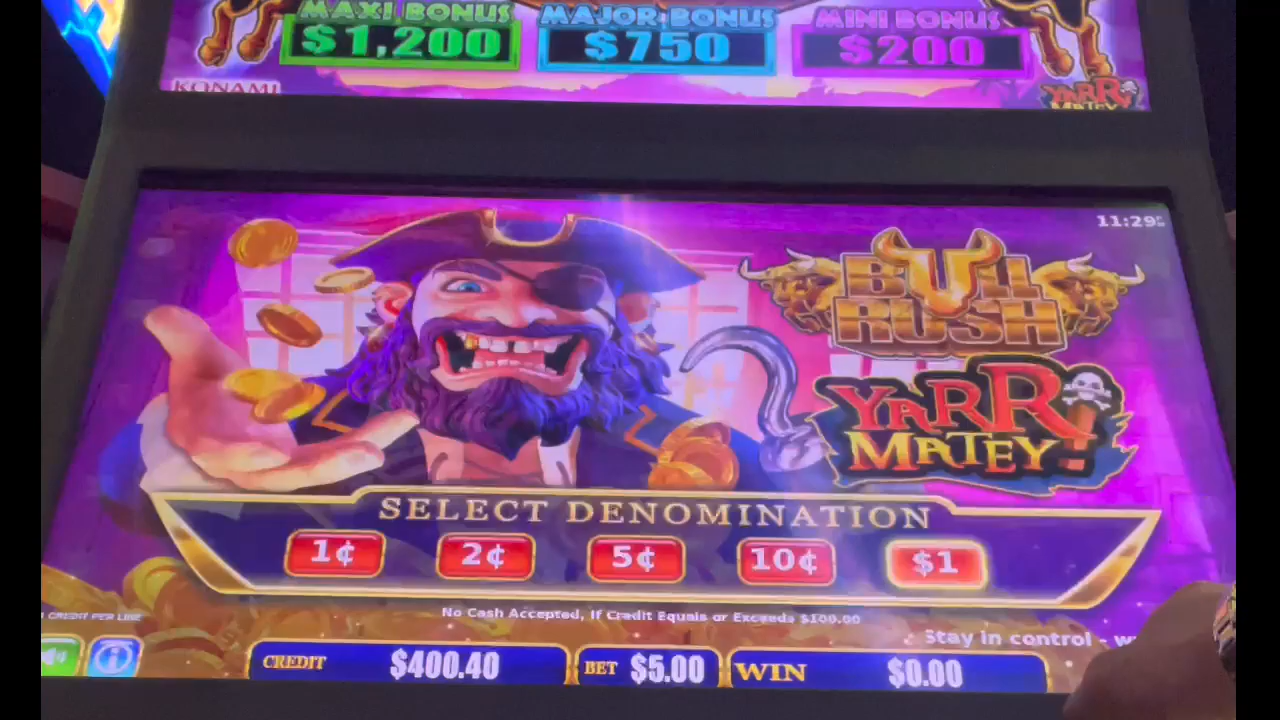 MAXI BONUS MAJOR BONUS MINI BONUS
$1,200 $750 $200
KONAMI
YARR
MATEY
11:29
BULL
RUSH
YARR
MATEY!
SELECT DENOMINATION
1¢ 2¢ 5¢ 10¢ $1
No Cash Accepted, If Credit Equals or Exceeds $100.00
CREDIT PER LINE
Stay in control -
CREDIT $400.40 BET $5.00 WIN $0.00